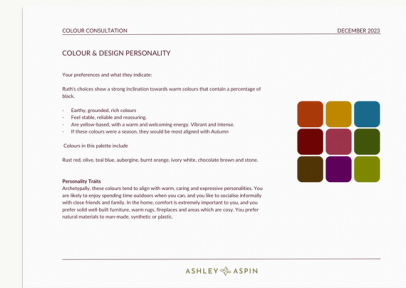 COLOUR CONSULTATION
DECEMBER 2023
COLOUR & DESIGN PERSONALITY
Your preferences and what they indicate:
Ruth's choices show a strong inclination towards warm colours that contain a percentage of
black.
- Earthy, grounded, rich colours
- Feel stable, reliable and reassuring.
- Are yellow-based, with a warm and welcoming energy. Vibrant and intense.
- If these colours were a season, they would be most aligned with Autumn
Colours in this palette include
Rust red, olive, teal blue, aubergine, burnt orange, ivory white, chocolate brown and stone.
Personality Traits
Archetypally, these colours tend to align with warm, caring and expressive personalities. You
are likely to enjoy spending time outdoors when you can, and you like to socialise informally
with close friends and family. In the home, comfort is extremely important to you, and you
prefer solid well-built furniture, warm rugs, fireplaces and areas which are cosy. You prefer
natural materials to man-made, synthetic or plastic.
ASHLEY ASPIN